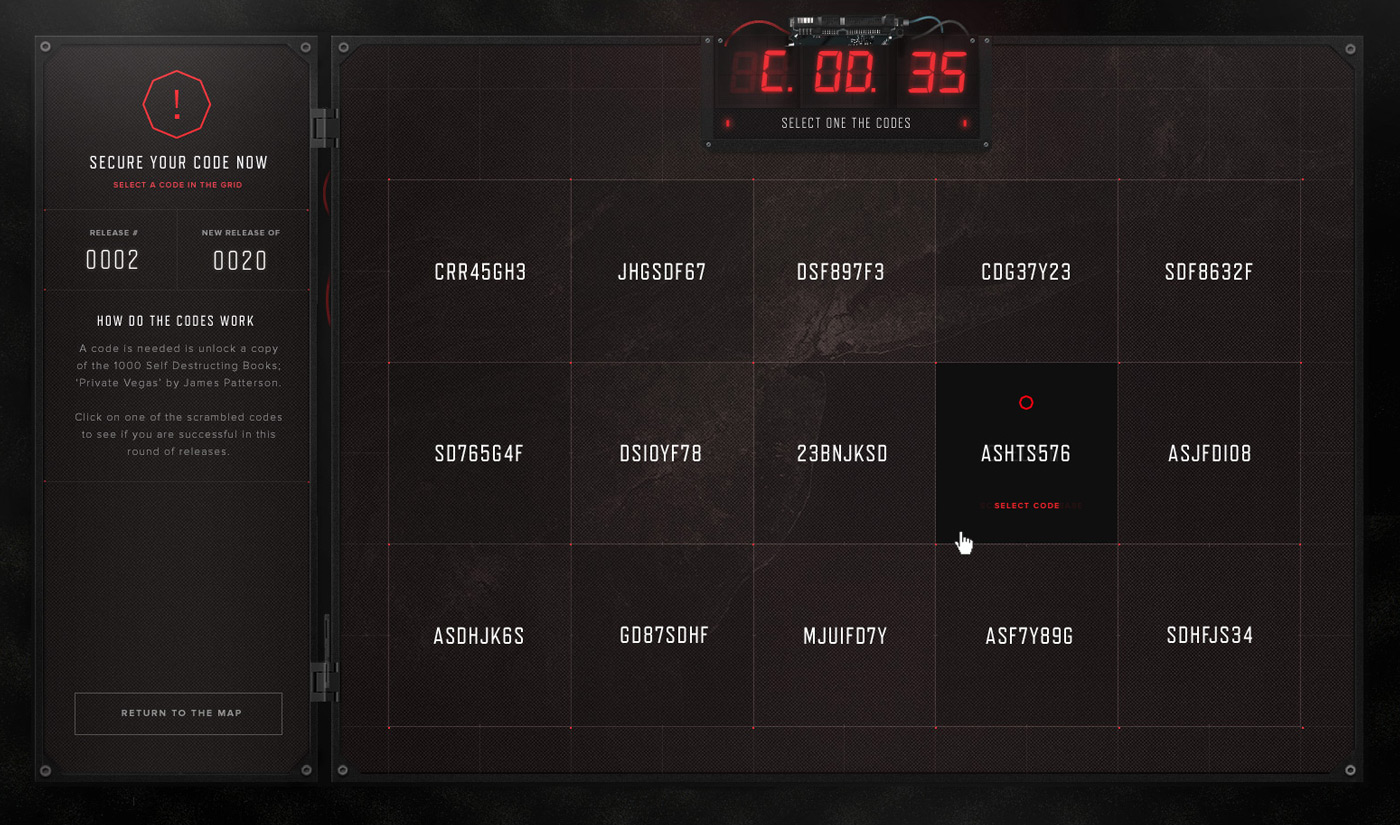 C. 00. 35
SELECT ONE THE CODES
!
SECURE YOUR CODE NOW
SELECT A CODE IN THE GRID
RELEASE #
0002
NEW RELEASE OF
0020
HOW DO THE CODES WORK
A code is needed is unlock a copy
of the 1000 Self Destructing Books;
'Private Vegas' by James Patterson.
Click on one of the scrambled codes
to see if you are successful in this
round of releases.
RETURN TO THE MAP
CRR45GH3
JHGSDF67
DSF897F3
CDG37Y23
SDF8632F
SD765G4F
DSIOYF78
23BNJKSD
ASHTS576
SELECT CODE
ASJFDIO8
ASDHJK6S
GD87SDHF
MJUIFD7Y
ASF7Y89G
SDHFJS34